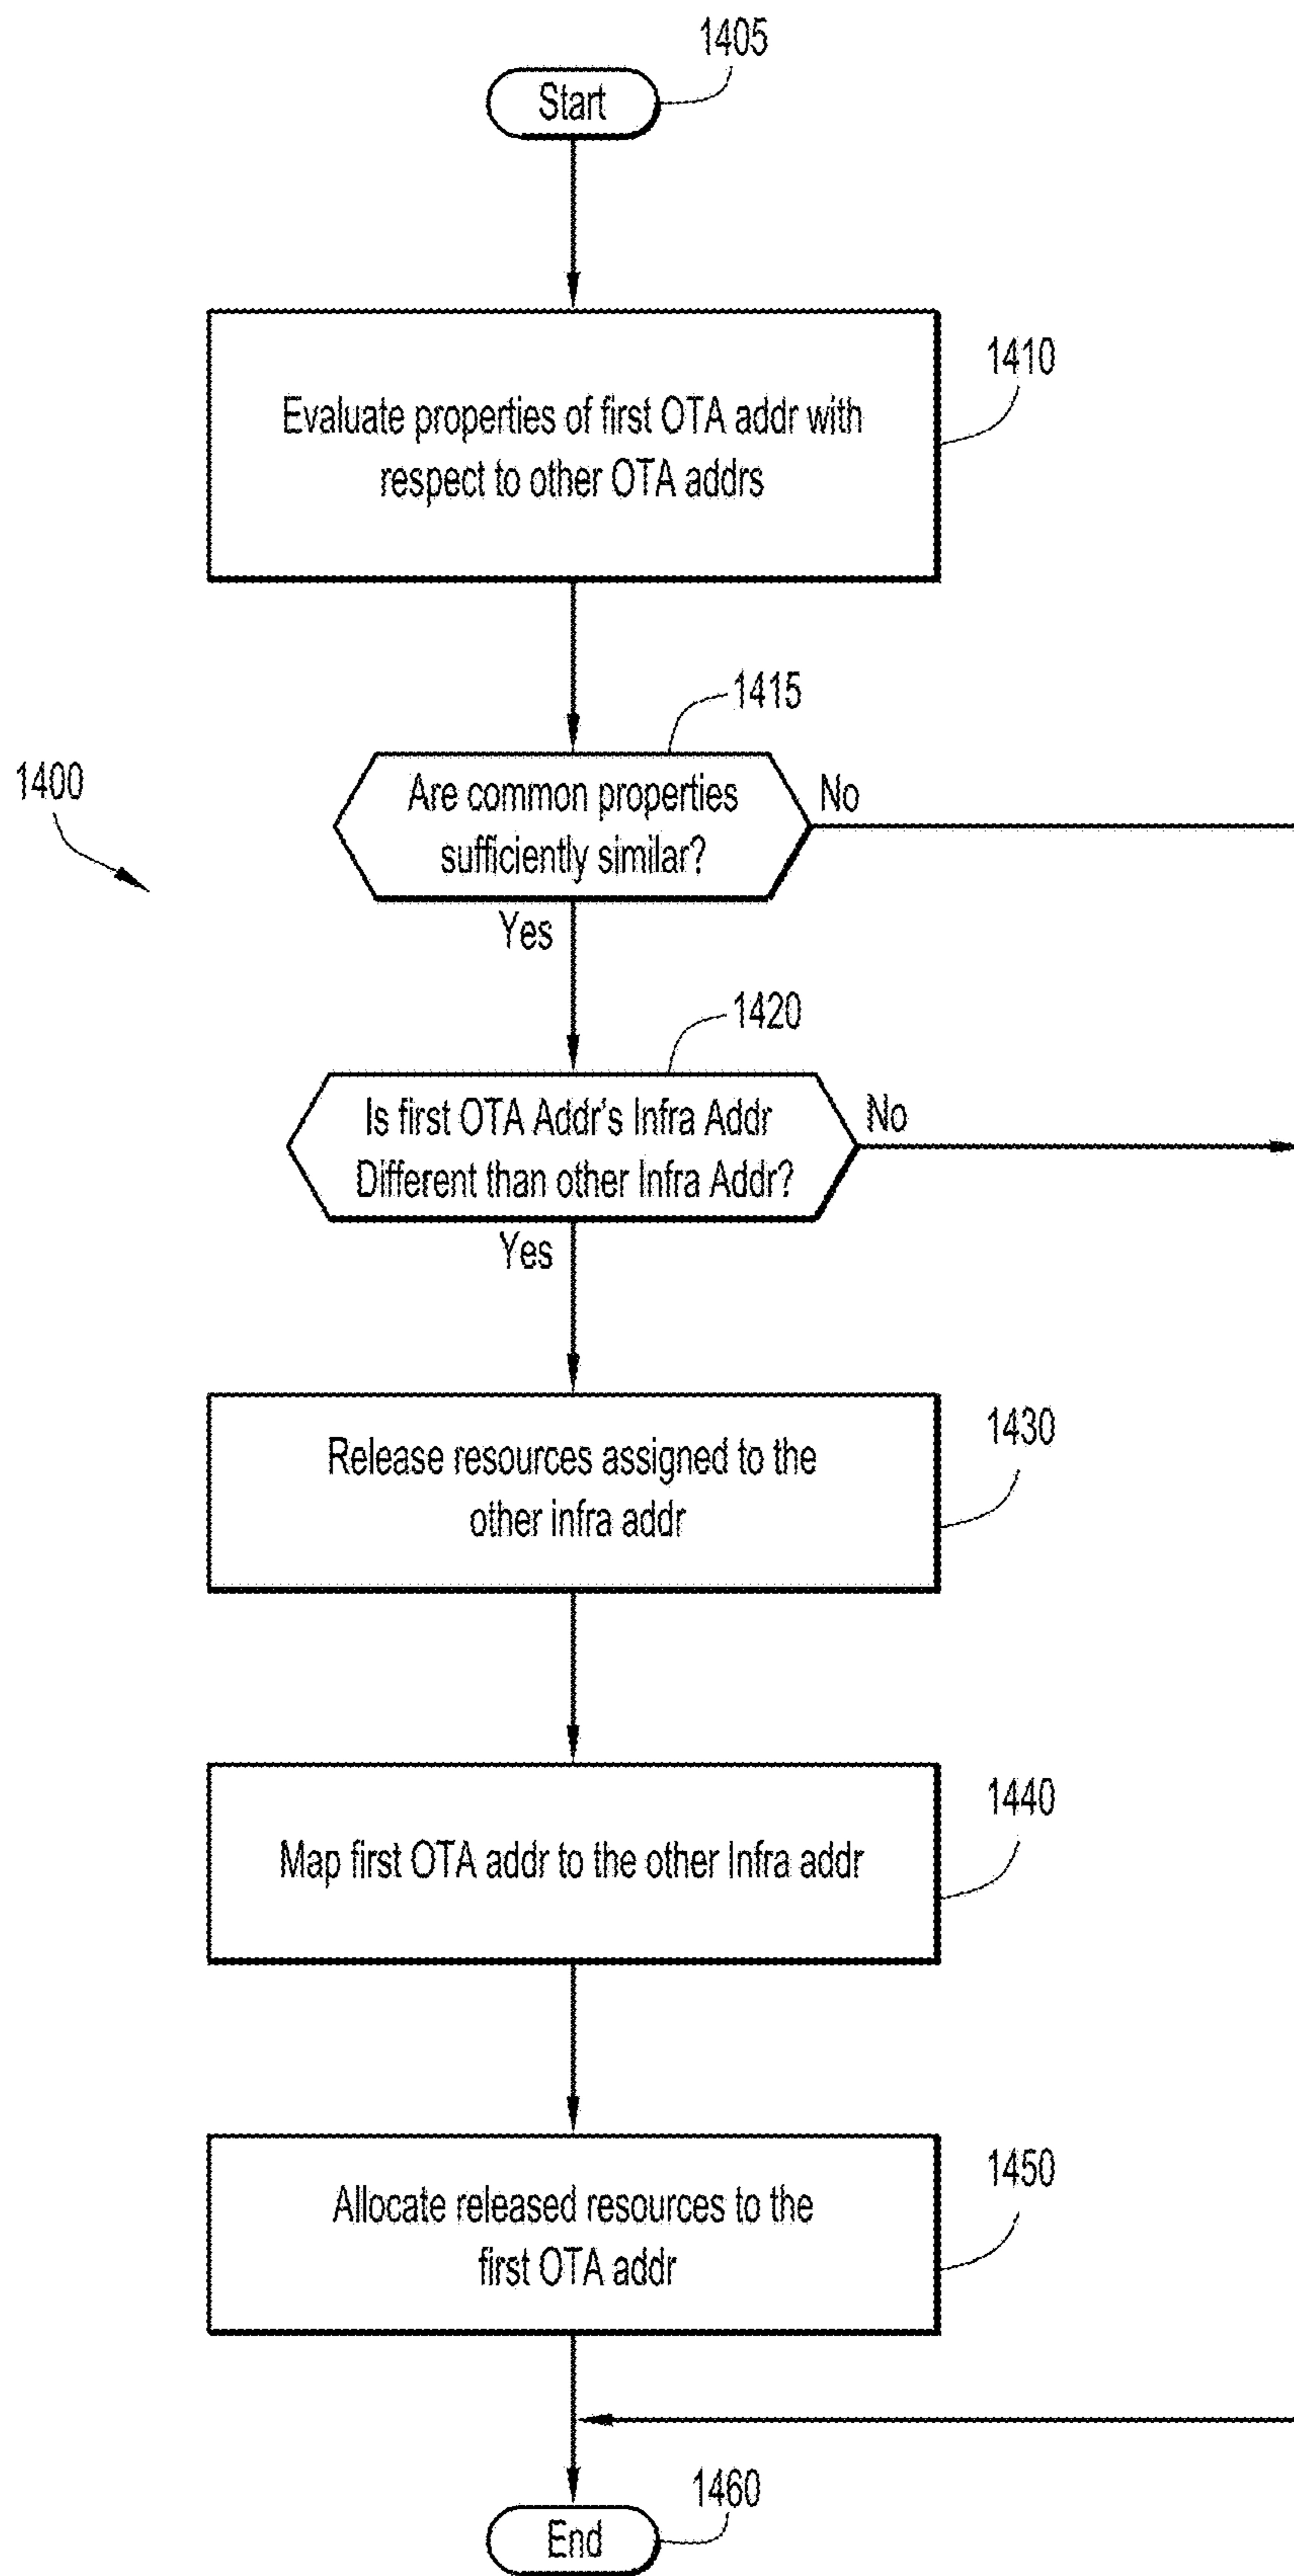 1405
Start
1410
Evaluate properties of first OTA addr with
respect to other OTA addrs
1415
1400
Are common properties
sufficiently similar?
No
Yes
1420
Is first OTA Addr's Infra Addr
Different than other Infra Addr?
No
Yes
1430
Release resources assigned to the
other infra addr
1440
Map first OTA addr to the other Infra addr
1450
Allocate released resources to the
first OTA addr
1460
End